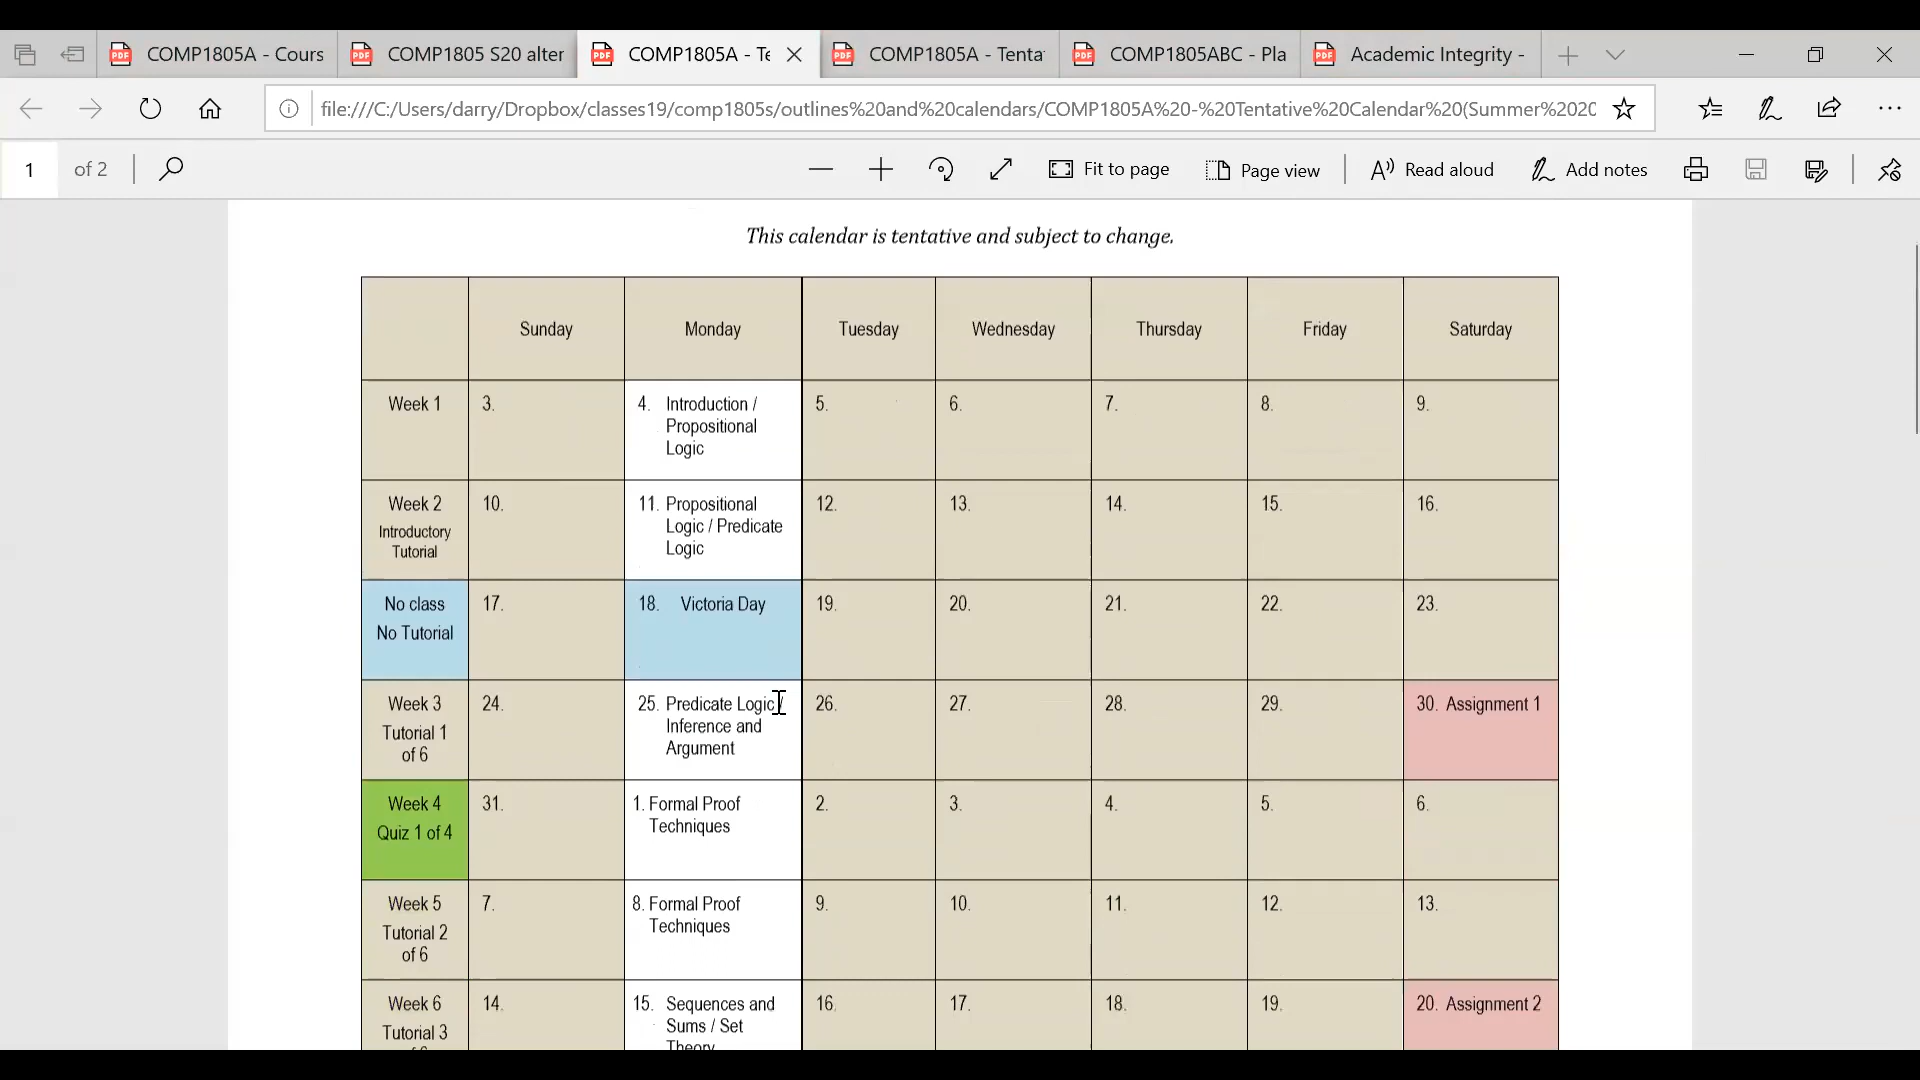 COMP1805A - Cours
COMP1805 S20 alter
COMP1805A - Te
COMP1805A - Tenta
COMP1805ABC - Pla
Academic Integrity -
file:///C:/Users/darry/Dropbox/classes19/comp1805s/outlines%20and%20calendars/COMP1805A%20-%20Tentative%20Calendar%20(Summer%202C
1 of 2
Fit to page
Page view
Read aloud
Add notes
This calendar is tentative and subject to change.
Sunday Monday Tuesday Wednesday Thursday Friday Saturday
Week 1
3.
4. Introduction /
Propositional
Logic
5.
6.
7.
8.
9.
Week 2
Introductory
Tutorial
10.
11. Propositional
Logic / Predicate
Logic
12.
13.
14.
15.
16.
No class
No Tutorial
17.
18. Victoria Day
19.
20.
21.
22.
23.
Week 3
Tutorial 1
of 6
24.
25. Predicate Logic /
Inference and
Argument
26.
27.
28.
29.
30. Assignment 1
Week 4
Quiz 1 of 4
31.
1. Formal Proof
Techniques
2.
3.
4.
5.
6.
Week 5
Tutorial 2
of 6
7.
8. Formal Proof
Techniques
9.
10.
11.
12.
13.
Week 6
Tutorial 3
of 6
14.
15. Sequences and
Sums / Set
Theory
16.
17.
18.
19.
20. Assignment 2